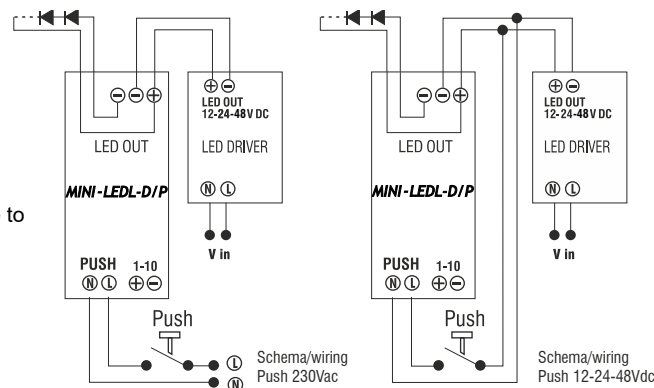 LED OUT
12-24-48V DC
LED OUT
LED DRIVER
MINI-LEDL-D/P
N L
to
V in
PUSH 1-10
N L + −
Push
Schema/wiring
Push 230Vac
L
N
LED OUT
12-24-48V DC
LED OUT
LED DRIVER
N L
MINI-LEDL-D/P
V in
PUSH 1-10
N L + −
Push
Schema/wiring
Push 12-24-48Vdc